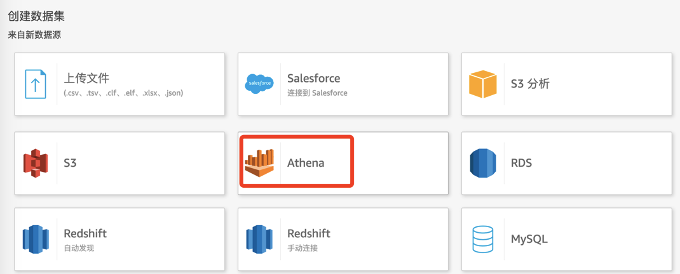 创建数据集
来自新数据源
上传文件
(.csv、.tsv、.clf、.elf、.xlsx、.json)
salesforce
Salesforce
连接到 Salesforce
S3 分析
S3
Athena
RDS
Redshift
自动发现
Redshift
手动连接
MySQL